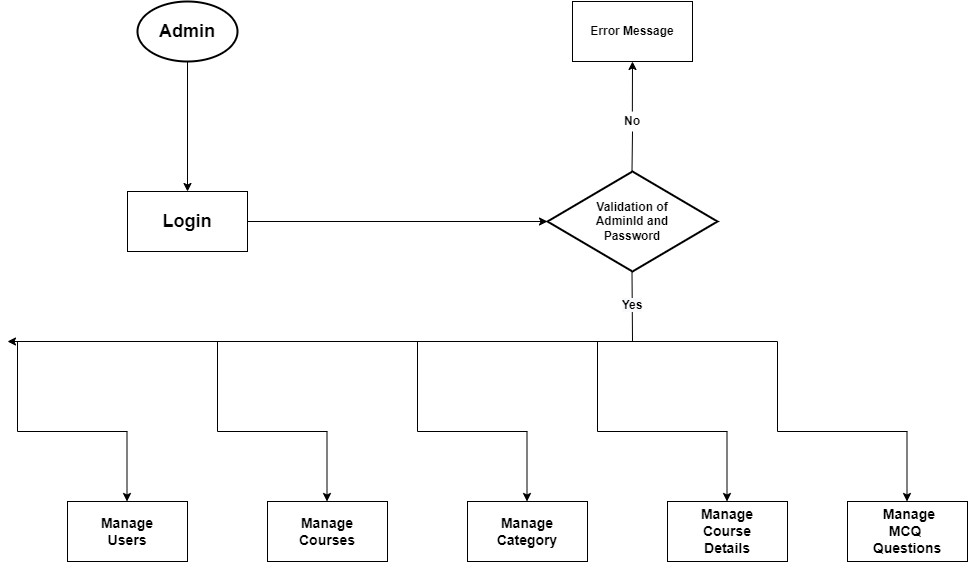 Admin
Error Message
No
Login
Validation of
AdminId and
Password
Yes
Manage
Users
Manage
Courses
Manage
Category
Manage
Course
Details
Manage
MCQ
Questions